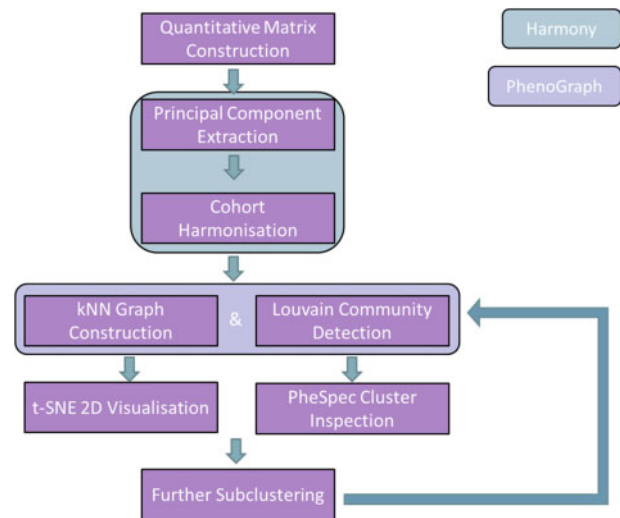 Quantitative Matrix
Construction
Harmony
PhenoGraph
Principal Component
Extraction
Cohort
Harmonisation
kNN Graph
Construction
&
Louvain Community
Detection
t-SNE 2D Visualisation
PheSpec Cluster
Inspection
Further Subclustering